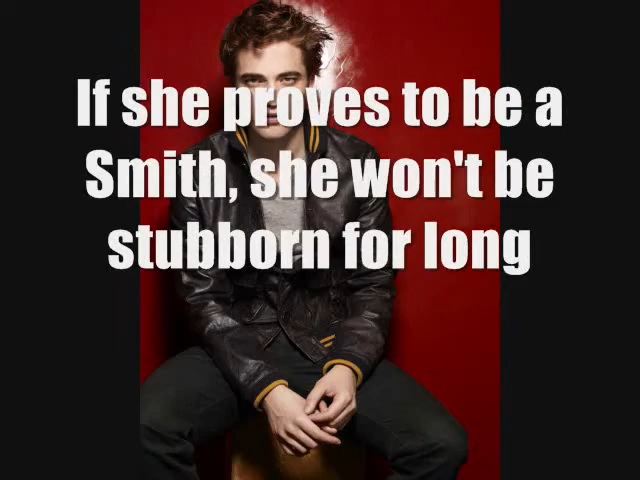 If she proves to be a
Smith, she won't be
stubborn for long